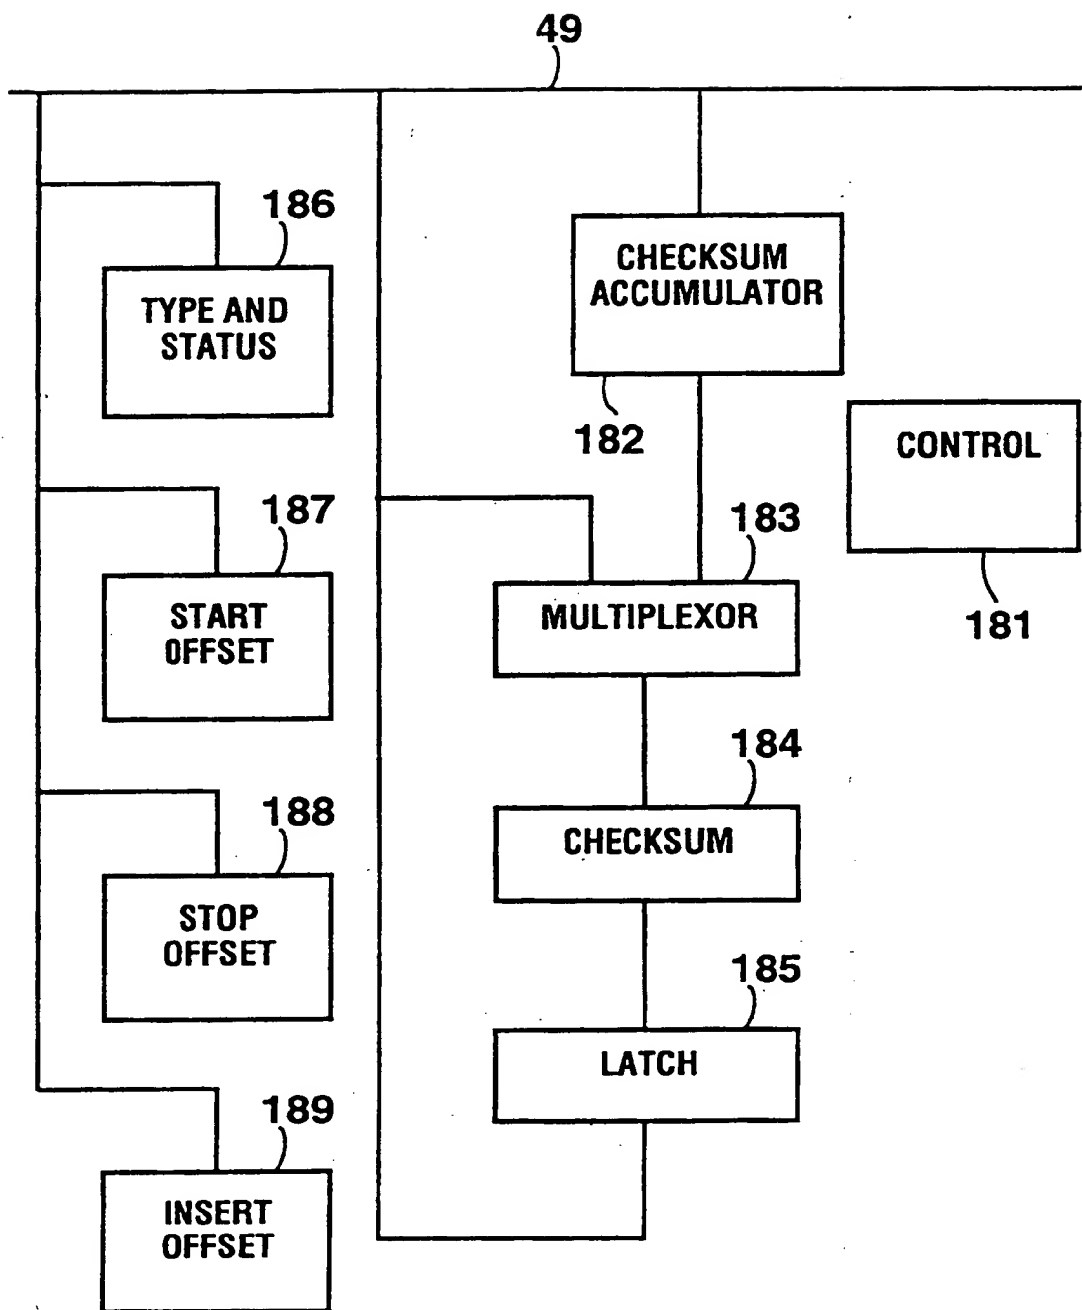 49
186
TYPE AND
STATUS
CHECKSUM
ACCUMULATOR
182
CONTROL
181
187
START
OFFSET
183
MULTIPLEXOR
184
CHECKSUM
188
STOP
OFFSET
185
LATCH
189
INSERT
OFFSET